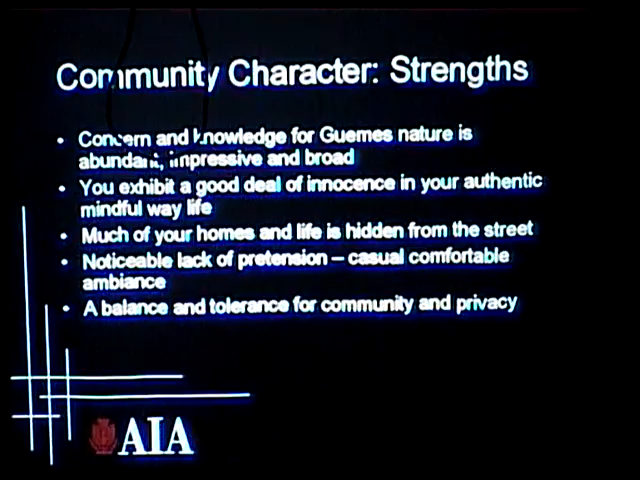 Community Character: Strengths
• Concern and knowledge for Guemes nature is
abundant, impressive and broad
• You exhibit a good deal of innocence in your authentic
mindful way life
• Much of your homes and life is hidden from the street
• Noticeable lack of pretension – casual comfortable
ambiance
• A balance and tolerance for community and privacy
AIA